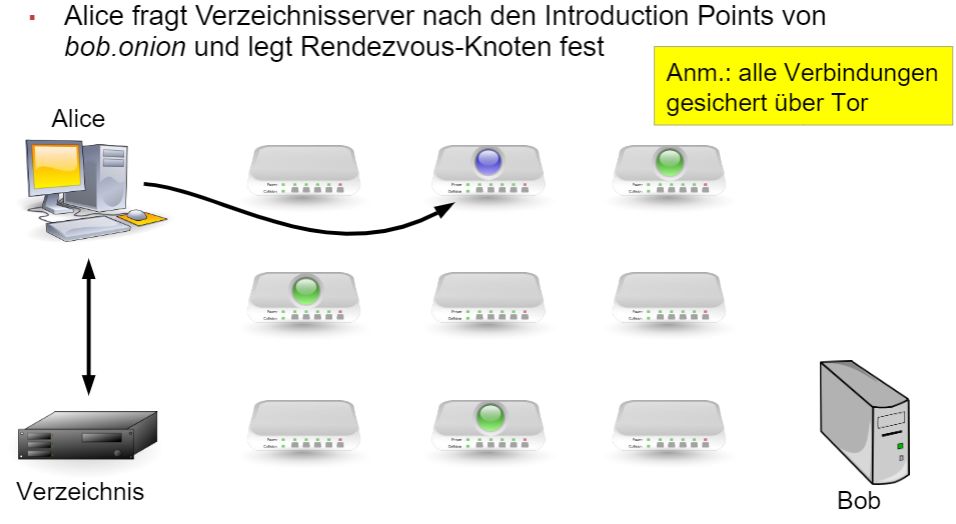 Alice fragt Verzeichnisserver nach den Introduction Points von
bob.onion und legt Rendezvous-Knoten fest
Anm.: alle Verbindungen
gesichert über Tor
Alice
Verzeichnis
Bob